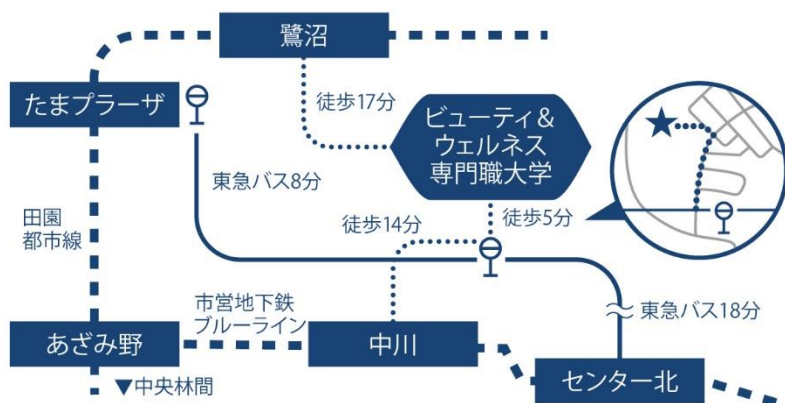 鷺沼
たまプラーザ
徒歩17分
ビューティ&
ウェルネス
専門職大学
東急バス8分
田園
都市線
徒歩14分
徒歩5分
市営地下鉄
ブルーライン
東急バス18分
あざみ野
中川
センター北
▼中央林間